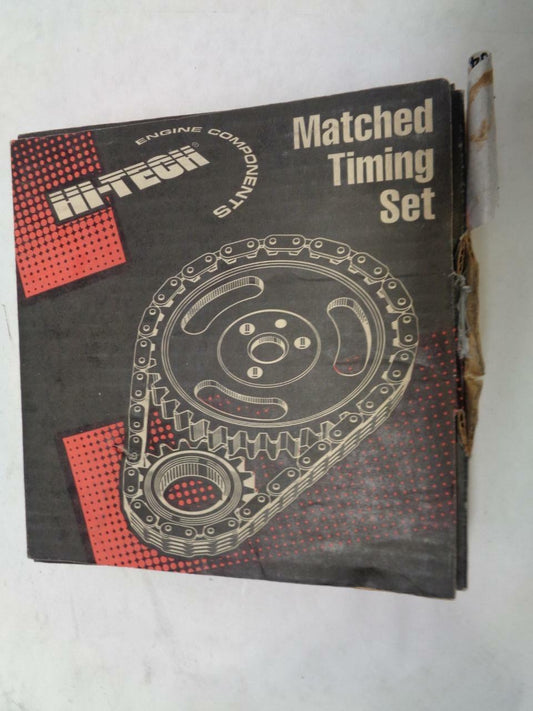 HI-TECH®
ENGINE COMPONENTS
Matched
Timing
Set